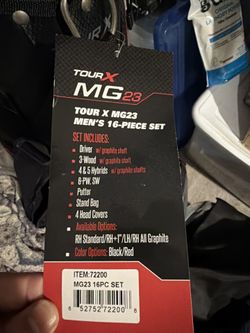 TOUR X
MG23
TOUR X MG23
MEN'S 16-PIECE SET
SET INCLUDES:
• Driver w/ graphite shaft
• 3-Wood w/ graphite shaft
• 4 & 5 Hybrids w/ graphite shafts
• 6-PW, SW
• Putter
• Stand Bag
• 4 Head Covers
• Available Options:
RH Standard/RH+1"/LH/RH All Graphite
• Color Options: Black/Red
ITEM:72200
MG23 16PC SET
6 52752 72200 8